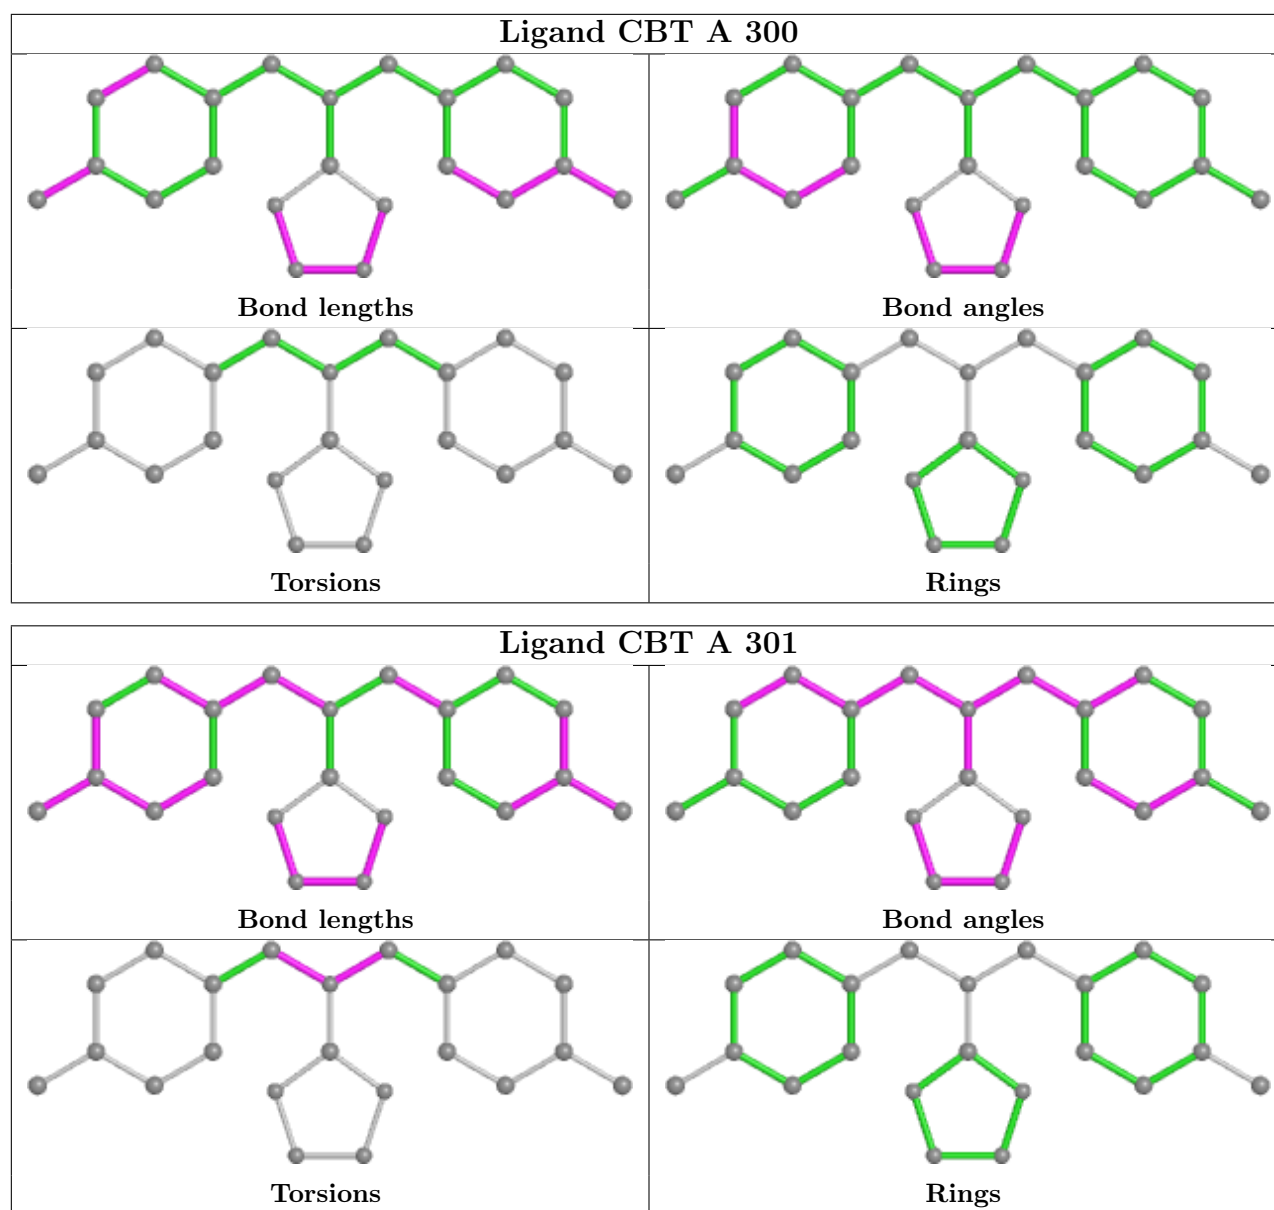 Ligand CBT A 300
Bond lengths
Bond angles
Torsions
Rings
Ligand CBT A 301
Bond lengths
Bond angles
Torsions
Rings